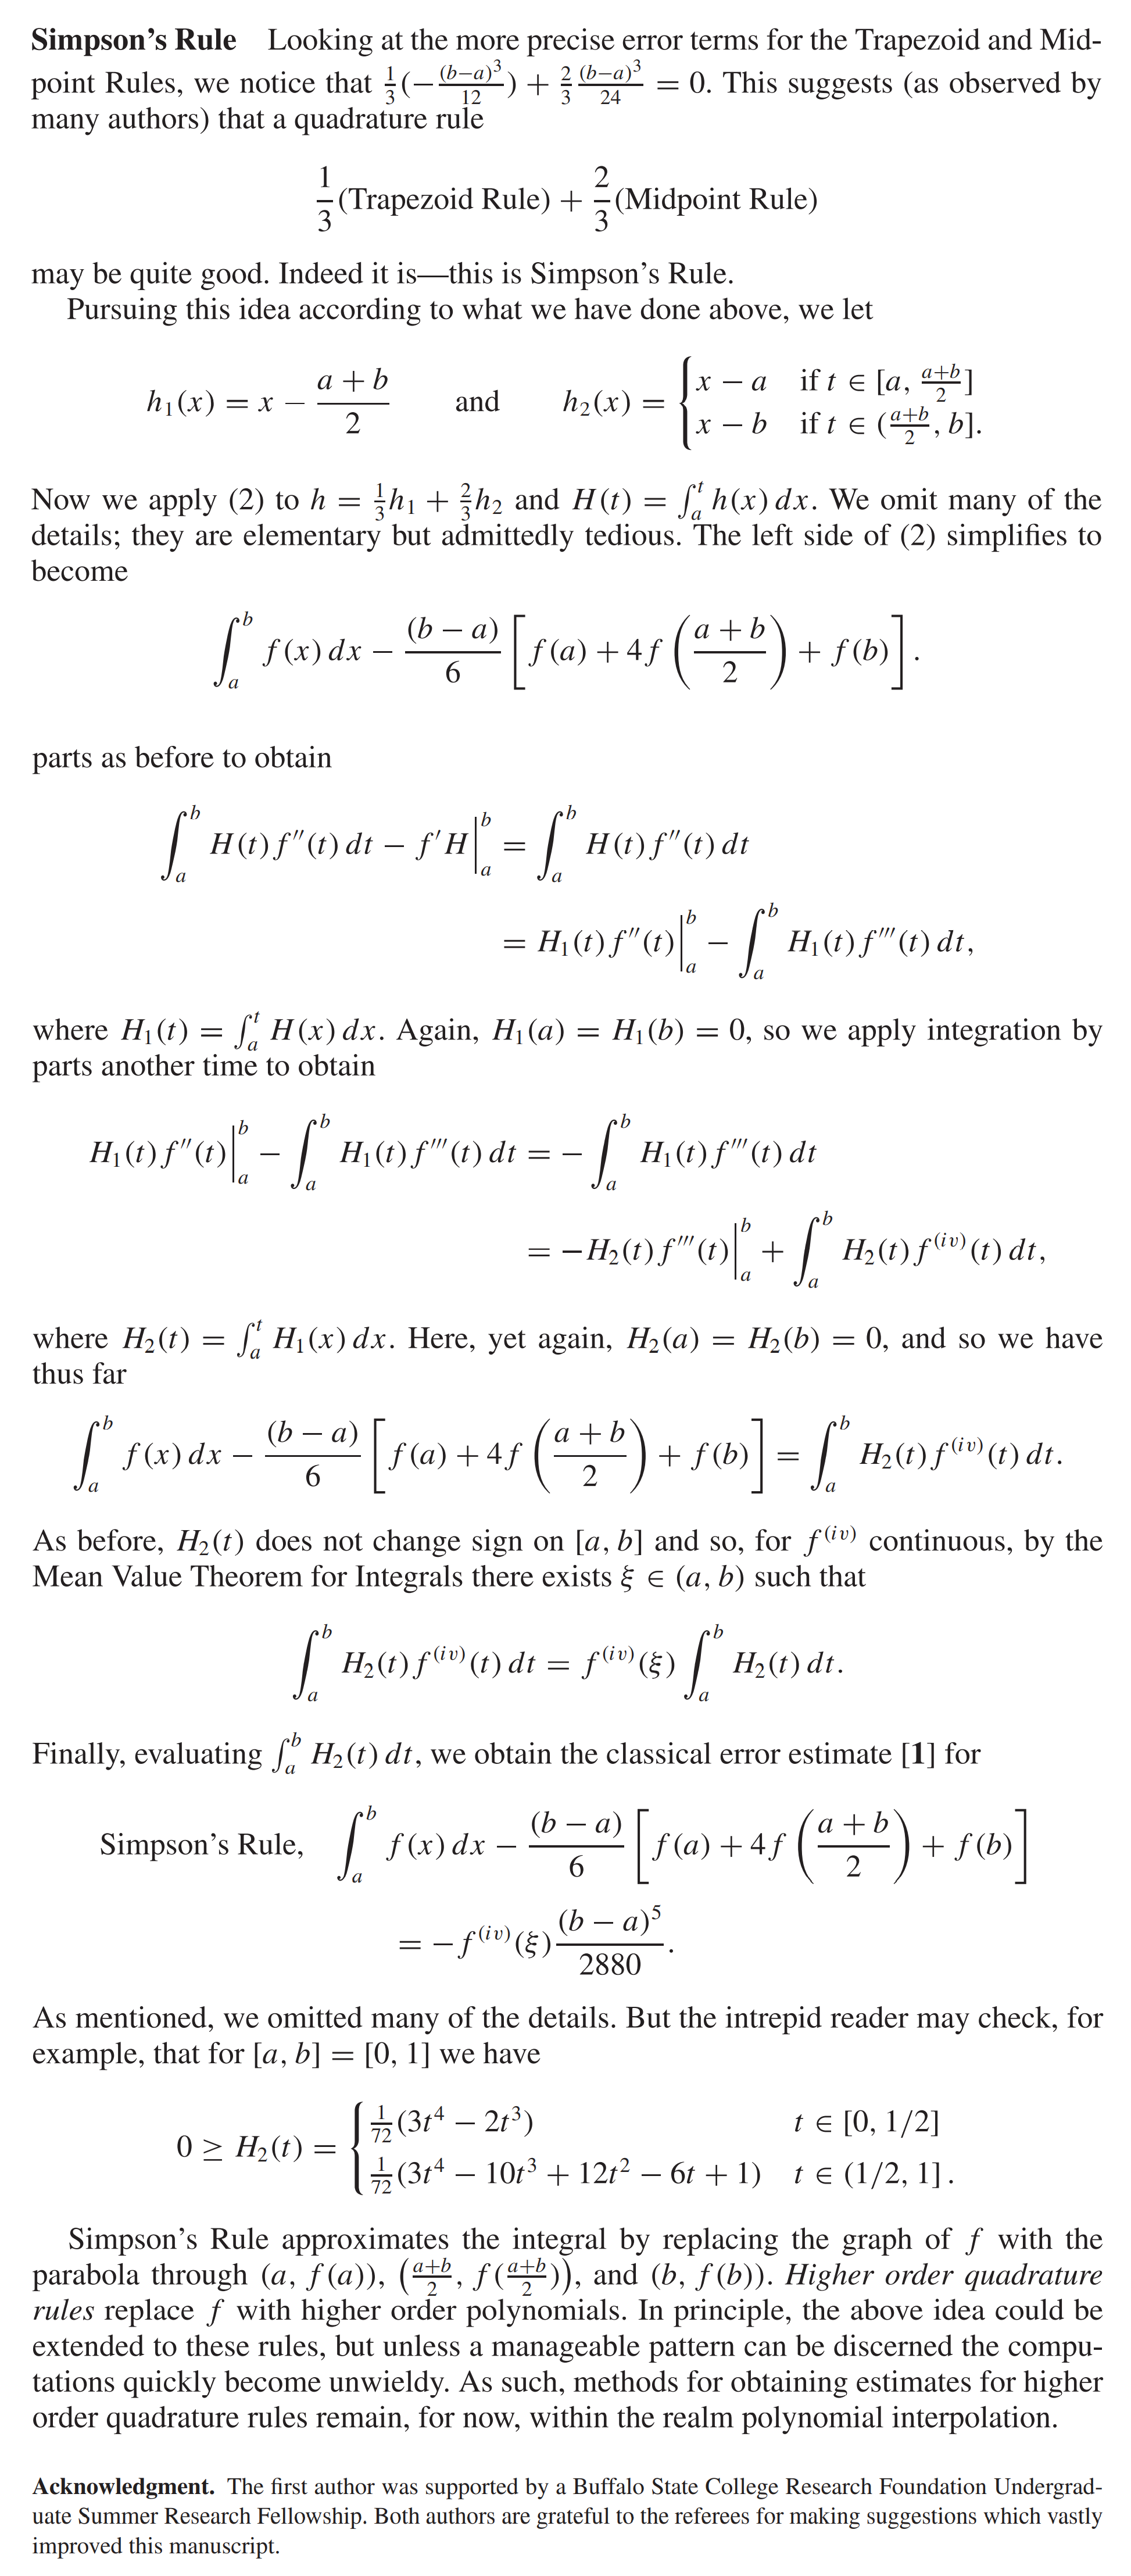 Simpson's Rule Looking at the more precise error terms for the Trapezoid and Mid-
point Rules, we notice that $\frac{1}{3}(-\frac{(b-a)^3}{12}) + \frac{2}{3}\frac{(b-a)^3}{24} = 0$. This suggests (as observed by
many authors) that a quadrature rule
$\frac{1}{3}$(Trapezoid Rule) + $\frac{2}{3}$(Midpoint Rule)
may be quite good. Indeed it is—this is Simpson's Rule.
Pursuing this idea according to what we have done above, we let
$h_1(x) = x - \frac{a+b}{2}$ and $h_2(x) = \begin{cases} x - a & \text{if } t \in [a, \frac{a+b}{2}] \\ x - b & \text{if } t \in (\frac{a+b}{2}, b]. \end{cases}$
Now we apply (2) to $h = \frac{1}{3}h_1 + \frac{2}{3}h_2$ and $H(t) = \int_a^t h(x)\,dx$. We omit many of the
details; they are elementary but admittedly tedious. The left side of (2) simplifies to
become
$\int_a^b f(x)\,dx - \frac{(b-a)}{6}\left[f(a) + 4f\left(\frac{a+b}{2}\right) + f(b)\right].$
parts as before to obtain
$\int_a^b H(t)f''(t)\,dt - f'H\Big|_a^b = \int_a^b H(t)f''(t)\,dt$
$= H_1(t)f''(t)\Big|_a^b - \int_a^b H_1(t)f'''(t)\,dt,$
where $H_1(t) = \int_a^t H(x)\,dx$. Again, $H_1(a) = H_1(b) = 0$, so we apply integration by
parts another time to obtain
$H_1(t)f''(t)\Big|_a^b - \int_a^b H_1(t)f'''(t)\,dt = -\int_a^b H_1(t)f'''(t)\,dt$
$= -H_2(t)f'''(t)\Big|_a^b + \int_a^b H_2(t)f^{(iv)}(t)\,dt,$
where $H_2(t) = \int_a^t H_1(x)\,dx$. Here, yet again, $H_2(a) = H_2(b) = 0$, and so we have
thus far
$\int_a^b f(x)\,dx - \frac{(b-a)}{6}\left[f(a) + 4f\left(\frac{a+b}{2}\right) + f(b)\right] = \int_a^b H_2(t)f^{(iv)}(t)\,dt.$
As before, $H_2(t)$ does not change sign on $[a, b]$ and so, for $f^{(iv)}$ continuous, by the
Mean Value Theorem for Integrals there exists $\xi \in (a, b)$ such that
$\int_a^b H_2(t)f^{(iv)}(t)\,dt = f^{(iv)}(\xi)\int_a^b H_2(t)\,dt.$
Finally, evaluating $\int_a^b H_2(t)\,dt$, we obtain the classical error estimate [1] for
Simpson's Rule, $\int_a^b f(x)\,dx - \frac{(b-a)}{6}\left[f(a) + 4f\left(\frac{a+b}{2}\right) + f(b)\right]$
$= -f^{(iv)}(\xi)\frac{(b-a)^5}{2880}.$
As mentioned, we omitted many of the details. But the intrepid reader may check, for
example, that for $[a, b] = [0, 1]$ we have
$0 \geq H_2(t) = \begin{cases} \frac{1}{72}(3t^4 - 2t^3) & t \in [0, 1/2] \\ \frac{1}{72}(3t^4 - 10t^3 + 12t^2 - 6t + 1) & t \in (1/2, 1]. \end{cases}$
Simpson's Rule approximates the integral by replacing the graph of $f$ with the
parabola through $(a, f(a))$, $\left(\frac{a+b}{2}, f(\frac{a+b}{2})\right)$, and $(b, f(b))$. Higher order quadrature
rules replace $f$ with higher order polynomials. In principle, the above idea could be
extended to these rules, but unless a manageable pattern can be discerned the compu-
tations quickly become unwieldy. As such, methods for obtaining estimates for higher
order quadrature rules remain, for now, within the realm polynomial interpolation.
Acknowledgment. The first author was supported by a Buffalo State College Research Foundation Undergrad-
uate Summer Research Fellowship. Both authors are grateful to the referees for making suggestions which vastly
improved this manuscript.